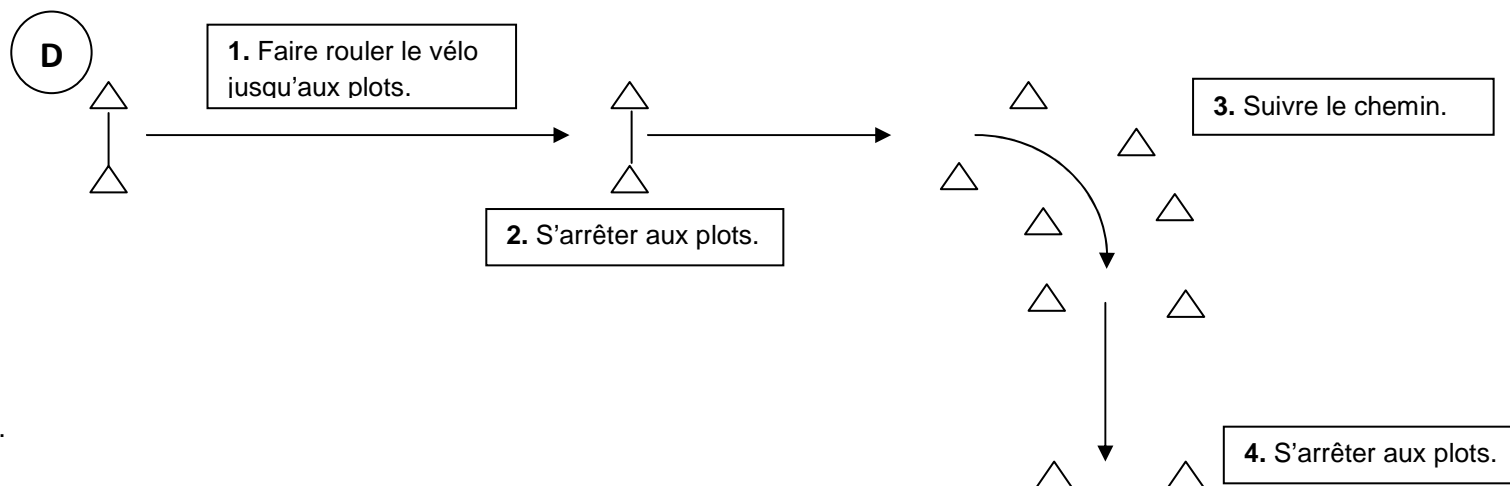 D
1. Faire rouler le vélo
jusqu'aux plots.
2. S'arrêter aux plots.
3. Suivre le chemin.
.
4. S'arrêter aux plots.